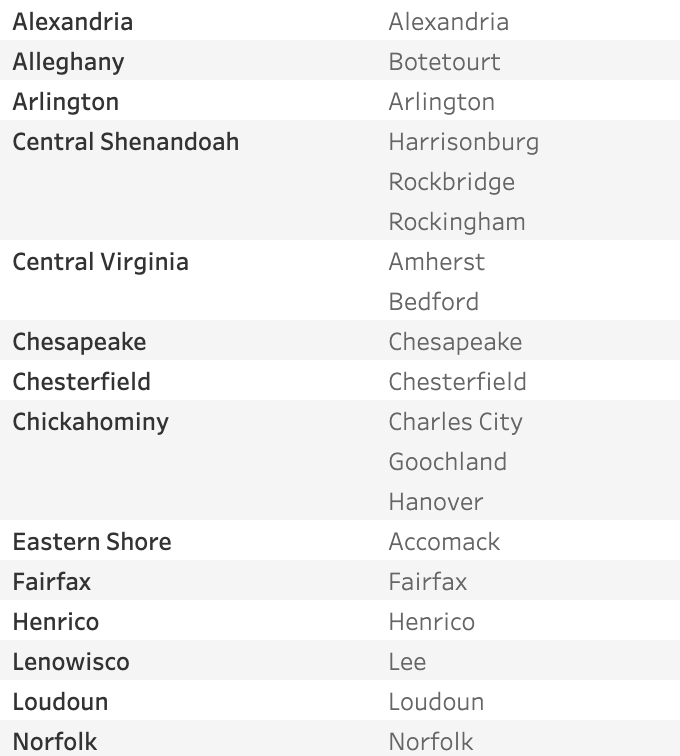 Alexandria Alexandria
Alleghany Botetourt
Arlington Arlington
Central Shenandoah Harrisonburg
Rockbridge
Rockingham
Central Virginia Amherst
Bedford
Chesapeake Chesapeake
Chesterfield Chesterfield
Chickahominy Charles City
Goochland
Hanover
Eastern Shore Accomack
Fairfax Fairfax
Henrico Henrico
Lenowisco Lee
Loudoun Loudoun
Norfolk Norfolk